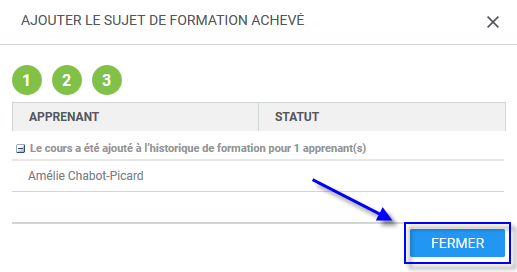 AJOUTER LE SUJET DE FORMATION ACHEVÉ
1 2 3
APPRENANT STATUT
Le cours a été ajouté à l'historique de formation pour 1 apprenant(s)
Amélie Chabot-Picard
FERMER